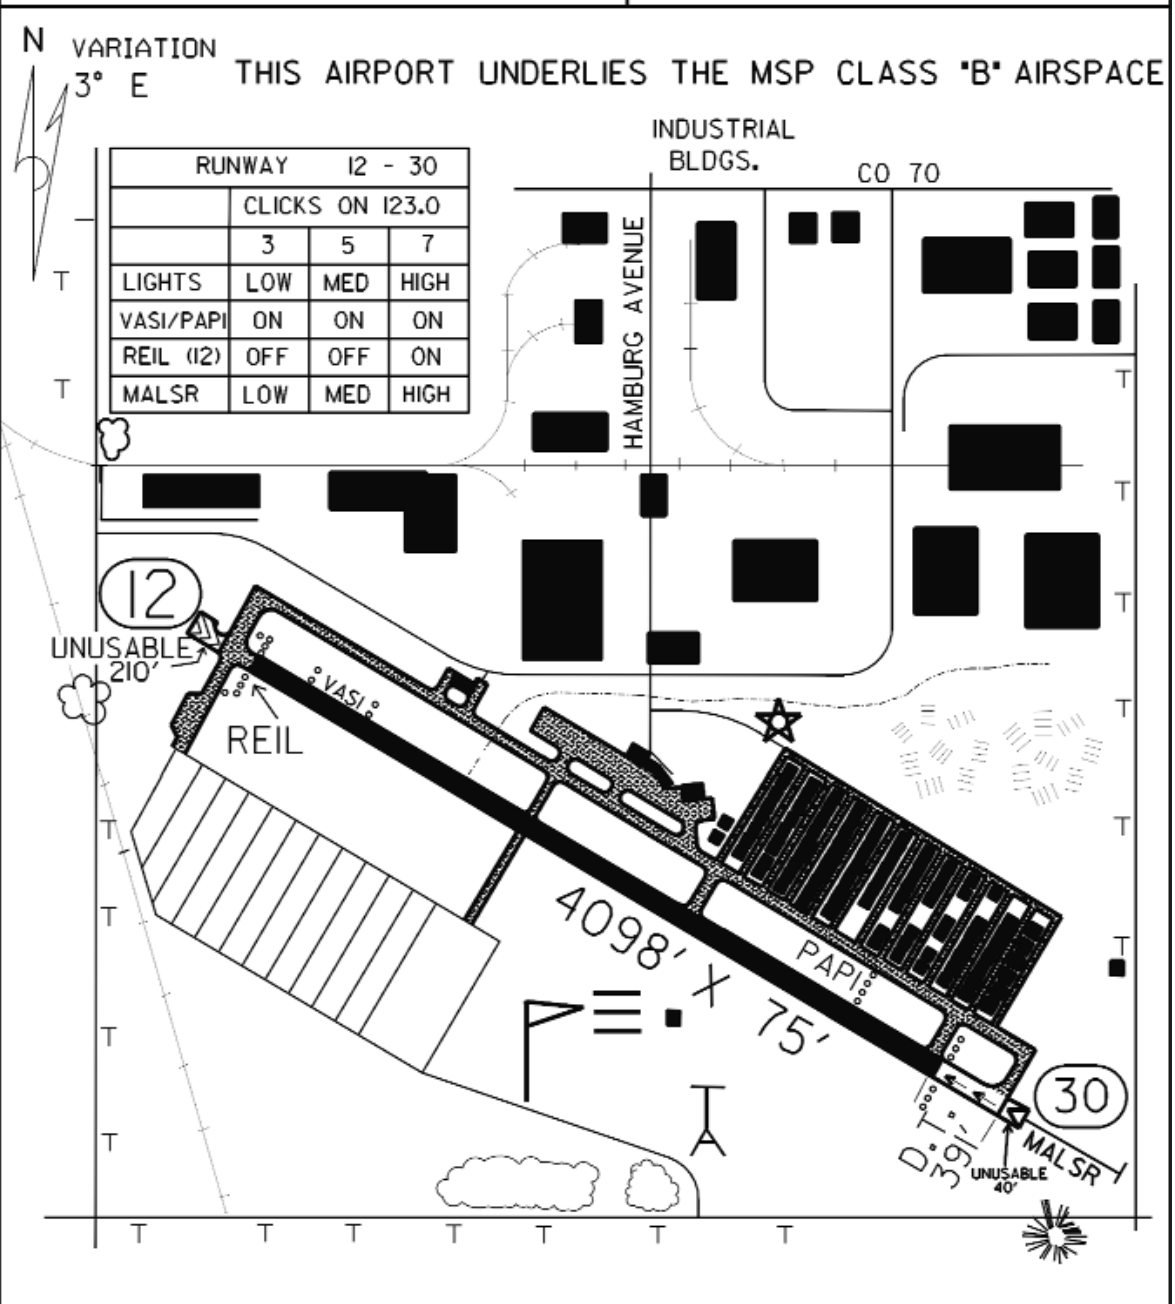 N
VARIATION
3° E
THIS AIRPORT UNDERLIES THE MSP CLASS "B" AIRSPACE
INDUSTRIAL
BLDGS.
CO 70
RUNWAY 12 - 30
CLICKS ON 123.0
3 5 7
LIGHTS LOW MED HIGH
VASI/PAPI ON ON ON
REIL (12) OFF OFF ON
MALSR LOW MED HIGH
HAMBURG AVENUE
T
T
T
T
T
T
T
T
T
12
UNUSABLE
210'
REIL
VASI
4098' X 75'
PAPI
T
T
T
T
30
MALSR
D.T.
391'
UNUSABLE
40'
T T T T T T T